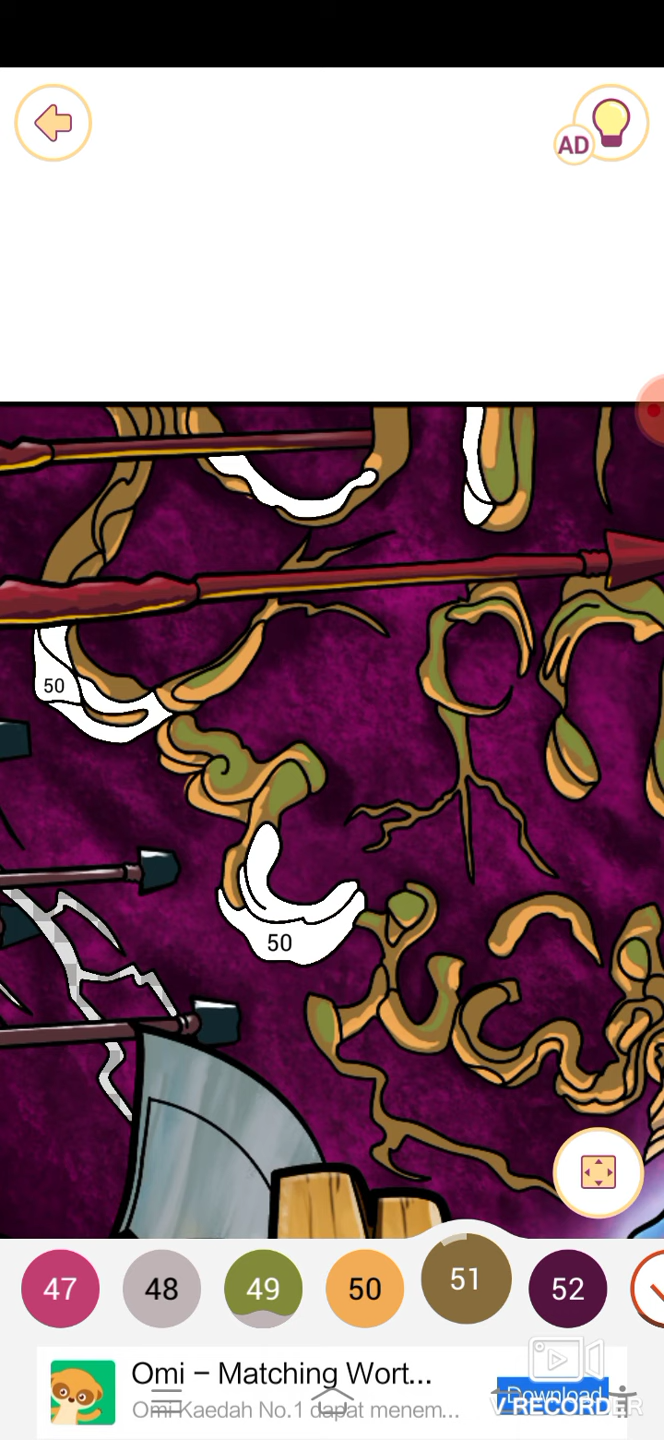 AD
50
50
47 48 49 50 51 52
Omi – Matching Wort...
Omi Kaedah No.1 dapat menem...
Download
V RECORDER